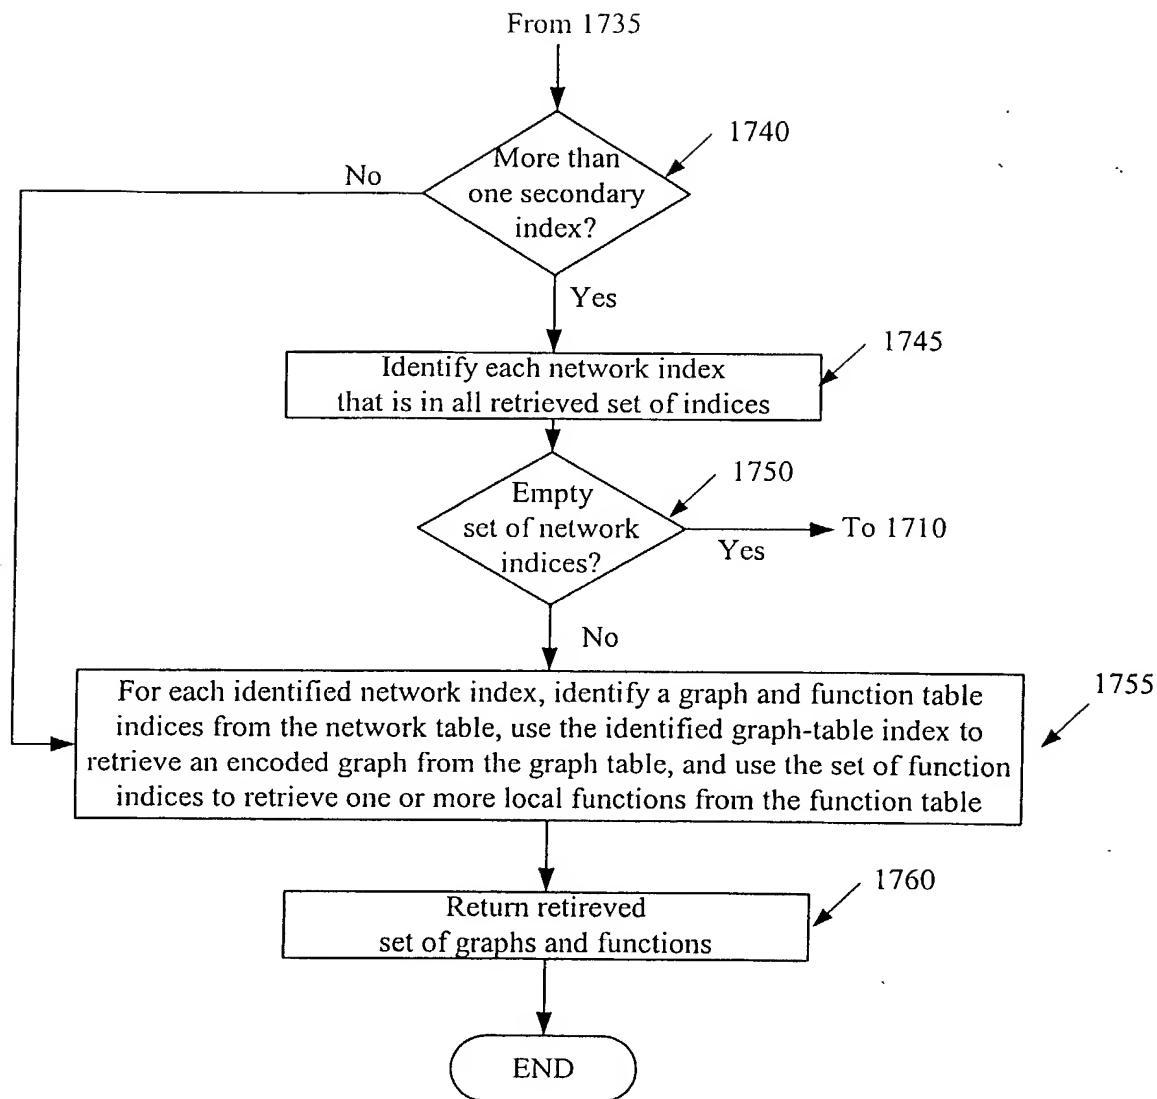 From 1735
1740
More than
one secondary
index?
No
Yes
1745
Identify each network index
that is in all retrieved set of indices
1750
Empty
set of network
indices?
To 1710
Yes
No
1755
For each identified network index, identify a graph and function table
indices from the network table, use the identified graph-table index to
retrieve an encoded graph from the graph table, and use the set of function
indices to retrieve one or more local functions from the function table
1760
Return retireved
set of graphs and functions
END